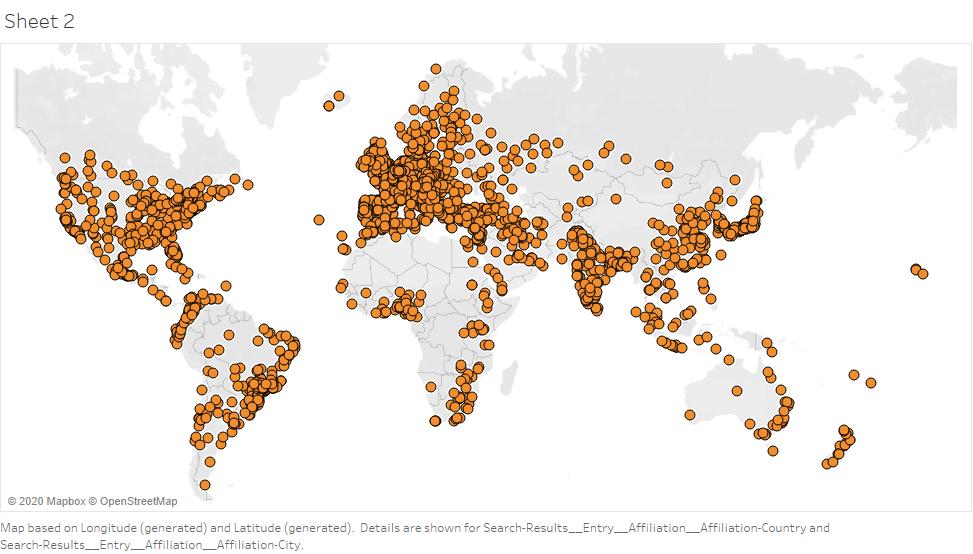 Sheet 2
© 2020 Mapbox © OpenStreetMap
Map based on Longitude (generated) and Latitude (generated).  Details are shown for Search-Results__Entry__Affiliation__Affiliation-Country and
Search-Results__Entry__Affiliation__Affiliation-City.